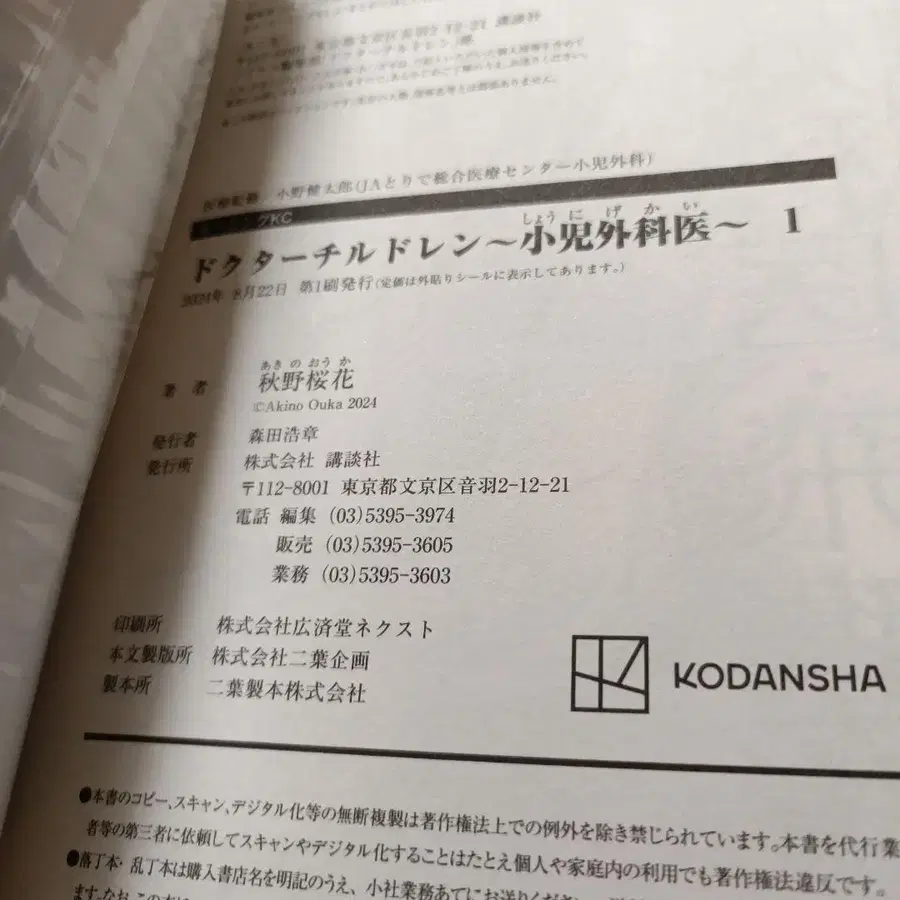 医療監修 小野健太郎(JAとりで総合医療センター小児外科)
KC
しょうにげかい
ドクターチルドレン〜小児外科医〜 1
2024年 8月22日 第1刷発行(定価は外貼りシールに表示してあります。)
あきのおうか
著者 秋野桜花
©Akino Ouka 2024
発行者 森田浩章
発行所 株式会社 講談社
〒112-8001 東京都文京区音羽2-12-21
電話 編集 (03)5395-3974
販売 (03)5395-3605
業務 (03)5395-3603
印刷所 株式会社広済堂ネクスト
本文製版所 株式会社二葉企画
製本所 二葉製本株式会社
KODANSHA
●本書のコピー、スキャン、デジタル化等の無断複製は著作権法上での例外を除き禁じられています。本書を代行業
者等の第三者に依頼してスキャンやデジタル化することはたとえ個人や家庭内の利用でも著作権法違反です。
●落丁本・乱丁本は購入書店名を明記のうえ、小社業務あてにお送りください。
ます。なお、この本に